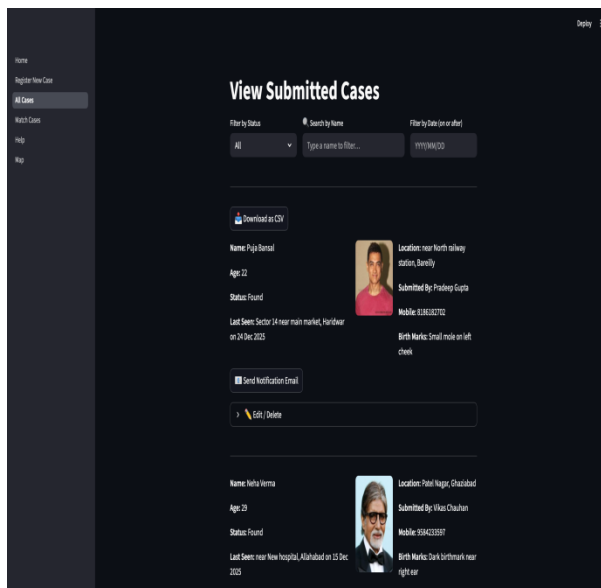 Deploy
Home
Register New Case
All Cases
Match Cases
Help
Map
View Submitted Cases
Filter by Status
Search by Name
Filter by Date (on or after)
All
Type a name to filter...
YYYY/MM/DD
Download as CSV
Name: Puja Bansal
Age: 22
Status: Found
Last Seen: Sector 14 near main market, Haridwar
on 24 Dec 2025
Location: near North railway
station, Bareilly
Submitted By: Pradeep Gupta
Mobile: 8186182702
Birth Marks: Small mole on left
cheek
Send Notification Email
Edit / Delete
Name: Neha Verma
Age: 29
Status: Found
Last Seen: near New hospital, Allahabad on 15 Dec
2025
Location: Patel Nagar, Ghaziabad
Submitted By: Vikas Chauhan
Mobile: 9584233597
Birth Marks: Dark birthmark near
right ear